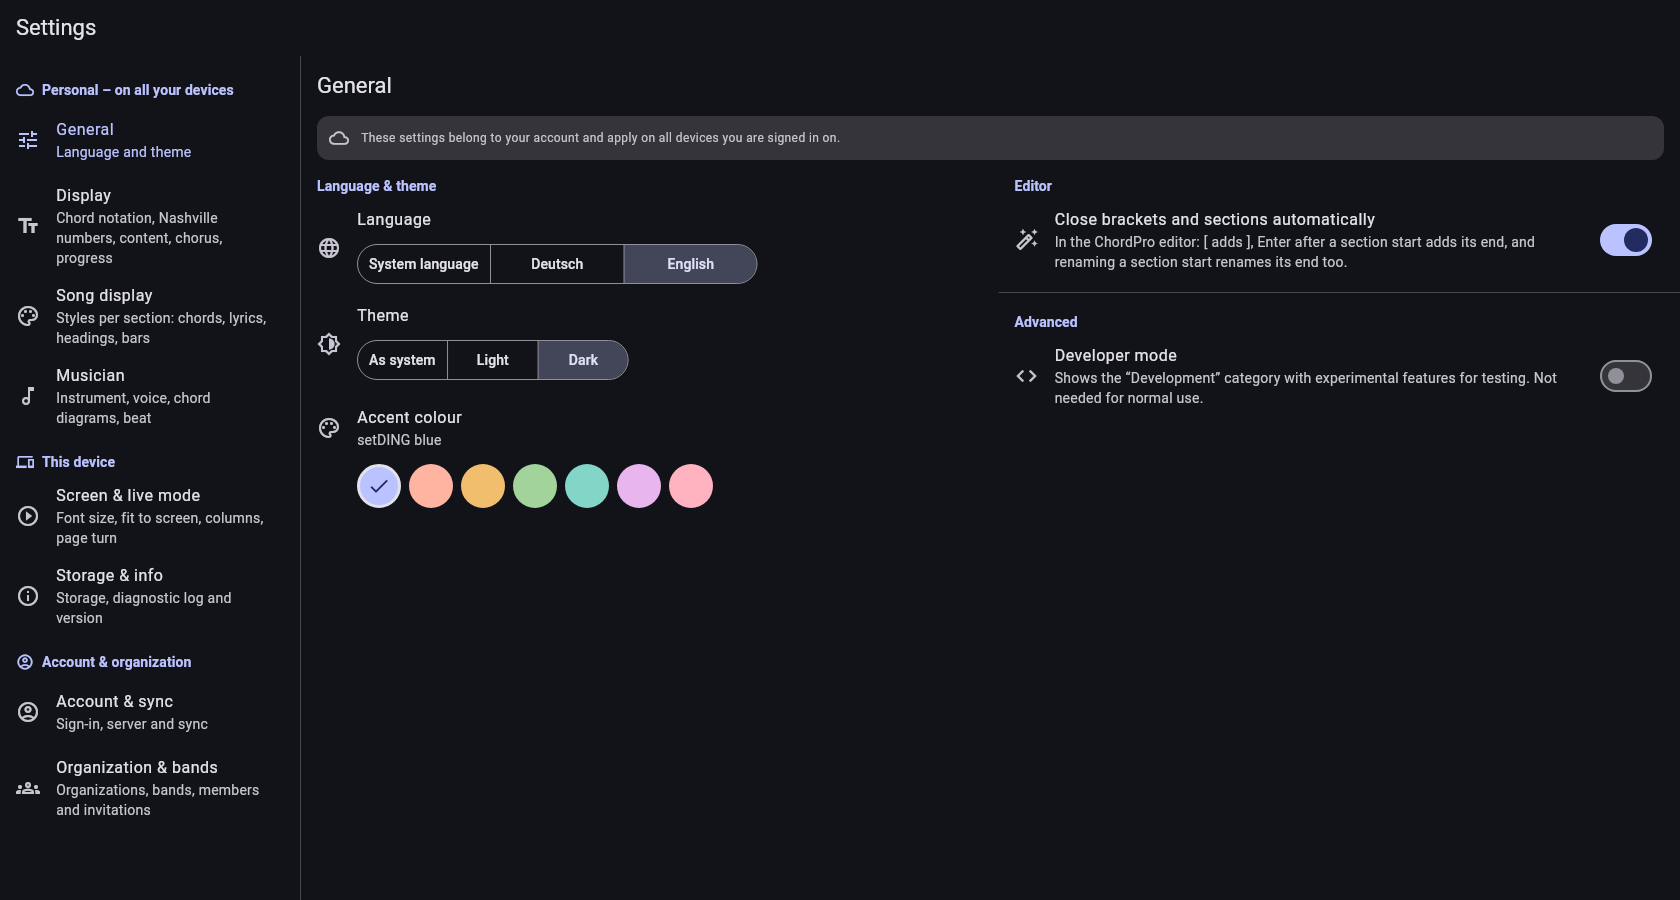 Settings
Personal – on all your devices
General
Language and theme
Display
Chord notation, Nashville
numbers, content, chorus,
progress
Song display
Styles per section: chords, lyrics,
headings, bars
Musician
Instrument, voice, chord
diagrams, beat
This device
Screen & live mode
Font size, fit to screen, columns,
page turn
Storage & info
Storage, diagnostic log and
version
Account & organization
Account & sync
Sign-in, server and sync
Organization & bands
Organizations, bands, members
and invitations
General
These settings belong to your account and apply on all devices you are signed in on.
Language & theme
Language
System language Deutsch English
Theme
As system Light Dark
Accent colour
setDING blue
Editor
Close brackets and sections automatically
In the ChordPro editor: [ adds ], Enter after a section start adds its end, and
renaming a section start renames its end too.
Advanced
Developer mode
Shows the “Development” category with experimental features for testing. Not
needed for normal use.